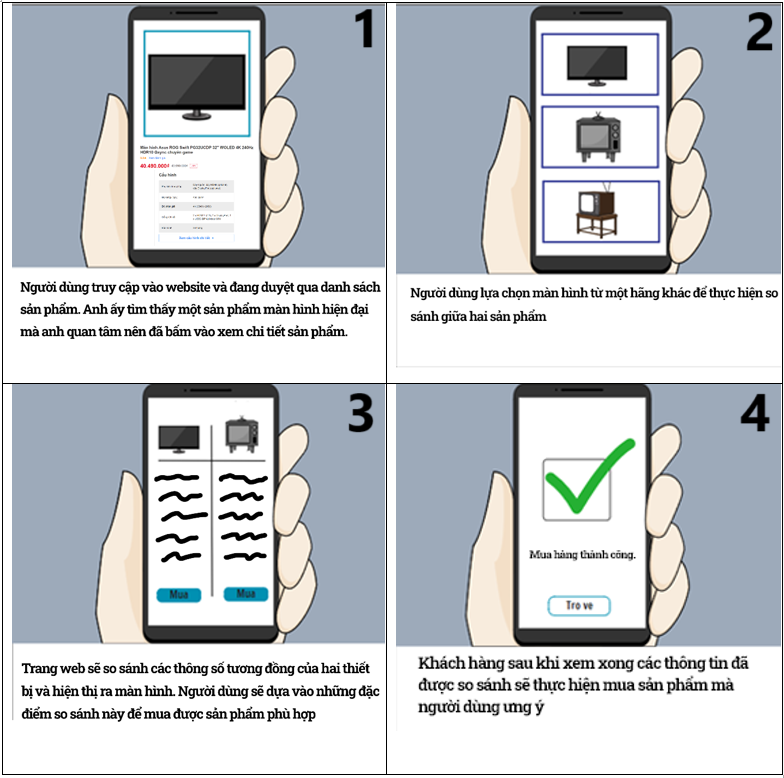 1
Màn hình Asus ROG Swift PG32UCDP 32" WOLED 4K 240Hz
HDR10 Gsync chuyên game
40.490.000₫
Cấu hình
Người dùng truy cập vào website và đang duyệt qua danh sách
sản phẩm. Anh ấy tìm thấy một sản phẩm màn hình hiện đại
mà anh quan tâm nên đã bấm vào xem chi tiết sản phẩm.
2
Người dùng lựa chọn màn hình từ một hãng khác để thực hiện so
sánh giữa hai sản phẩm
3
Mua Mua
Trang web sẽ so sánh các thông số tương đồng của hai thiết
bị và hiện thị ra màn hình. Người dùng sẽ dựa vào những đặc
điểm so sánh này để mua được sản phẩm phù hợp
4
Mua hàng thành công.
Tro ve
Khách hàng sau khi xem xong các thông tin đã
được so sánh sẽ thực hiện mua sản phẩm mà
người dùng ưng ý